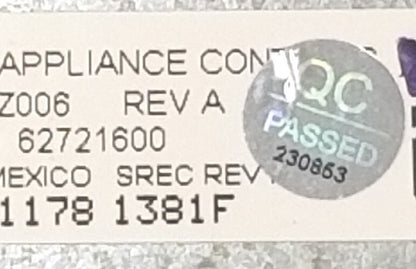 APPLIANCE CON
Z006 REV A
62721600
MEXICO SREC REV
1178 1381F
QC
PASSED
230863